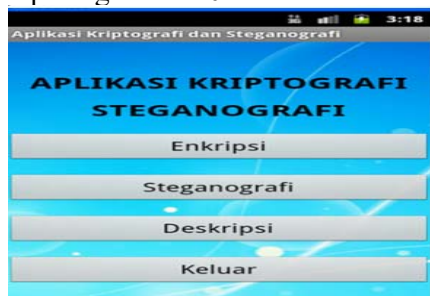 3:18
Aplikasi Kriptografi dan Steganografi
APLIKASI KRIPTOGRAFI
STEGANOGRAFI
Enkripsi
Steganografi
Deskripsi
Keluar